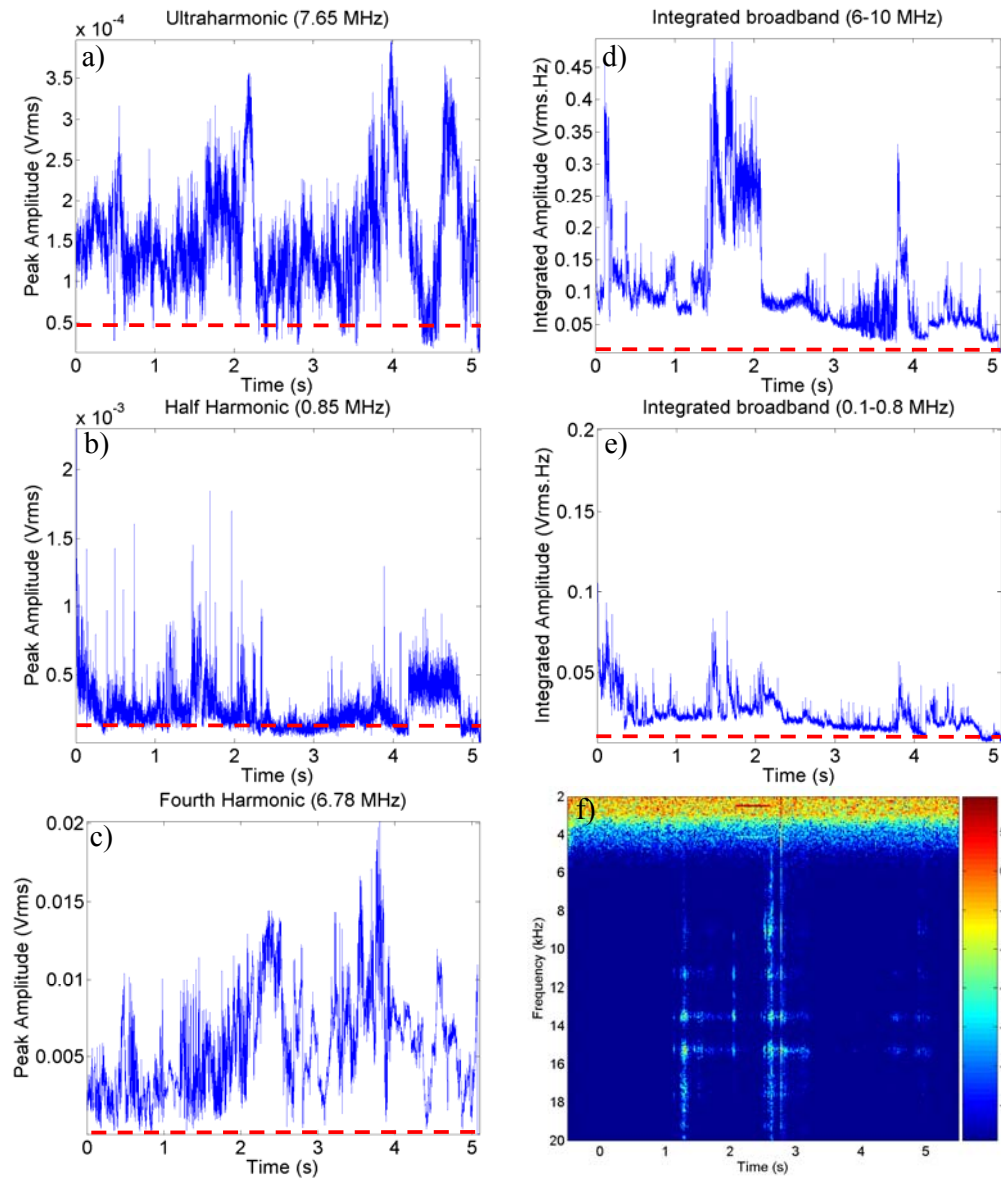 Ultraharmonic (7.65 MHz)
x 10⁻⁴
a)
3.5
3
2.5
2
1.5
1
0.5
Peak Amplitude (Vrms)
0 1 2 3 4 5
Time (s)
Integrated broadband (6-10 MHz)
d)
0.45
0.4
0.35
0.3
0.25
0.2
0.15
0.1
0.05
Integrated Amplitude (Vrms.Hz)
0 1 2 3 4 5
Time (s)
Half Harmonic (0.85 MHz)
x 10⁻³
b)
2
1.5
1
0.5
Peak Amplitude (Vrms)
0 1 2 3 4 5
Time (s)
Integrated broadband (0.1-0.8 MHz)
e)
0.2
0.15
0.1
0.05
Integrated Amplitude (Vrms.Hz)
0 1 2 3 4 5
Time (s)
Fourth Harmonic (6.78 MHz)
c)
0.02
0.015
0.01
0.005
Peak Amplitude (Vrms)
0 1 2 3 4 5
Time (s)
f)
2
4
6
8
10
12
14
16
18
20
Frequency (kHz)
0 1 2 3 4 5
Time (s)